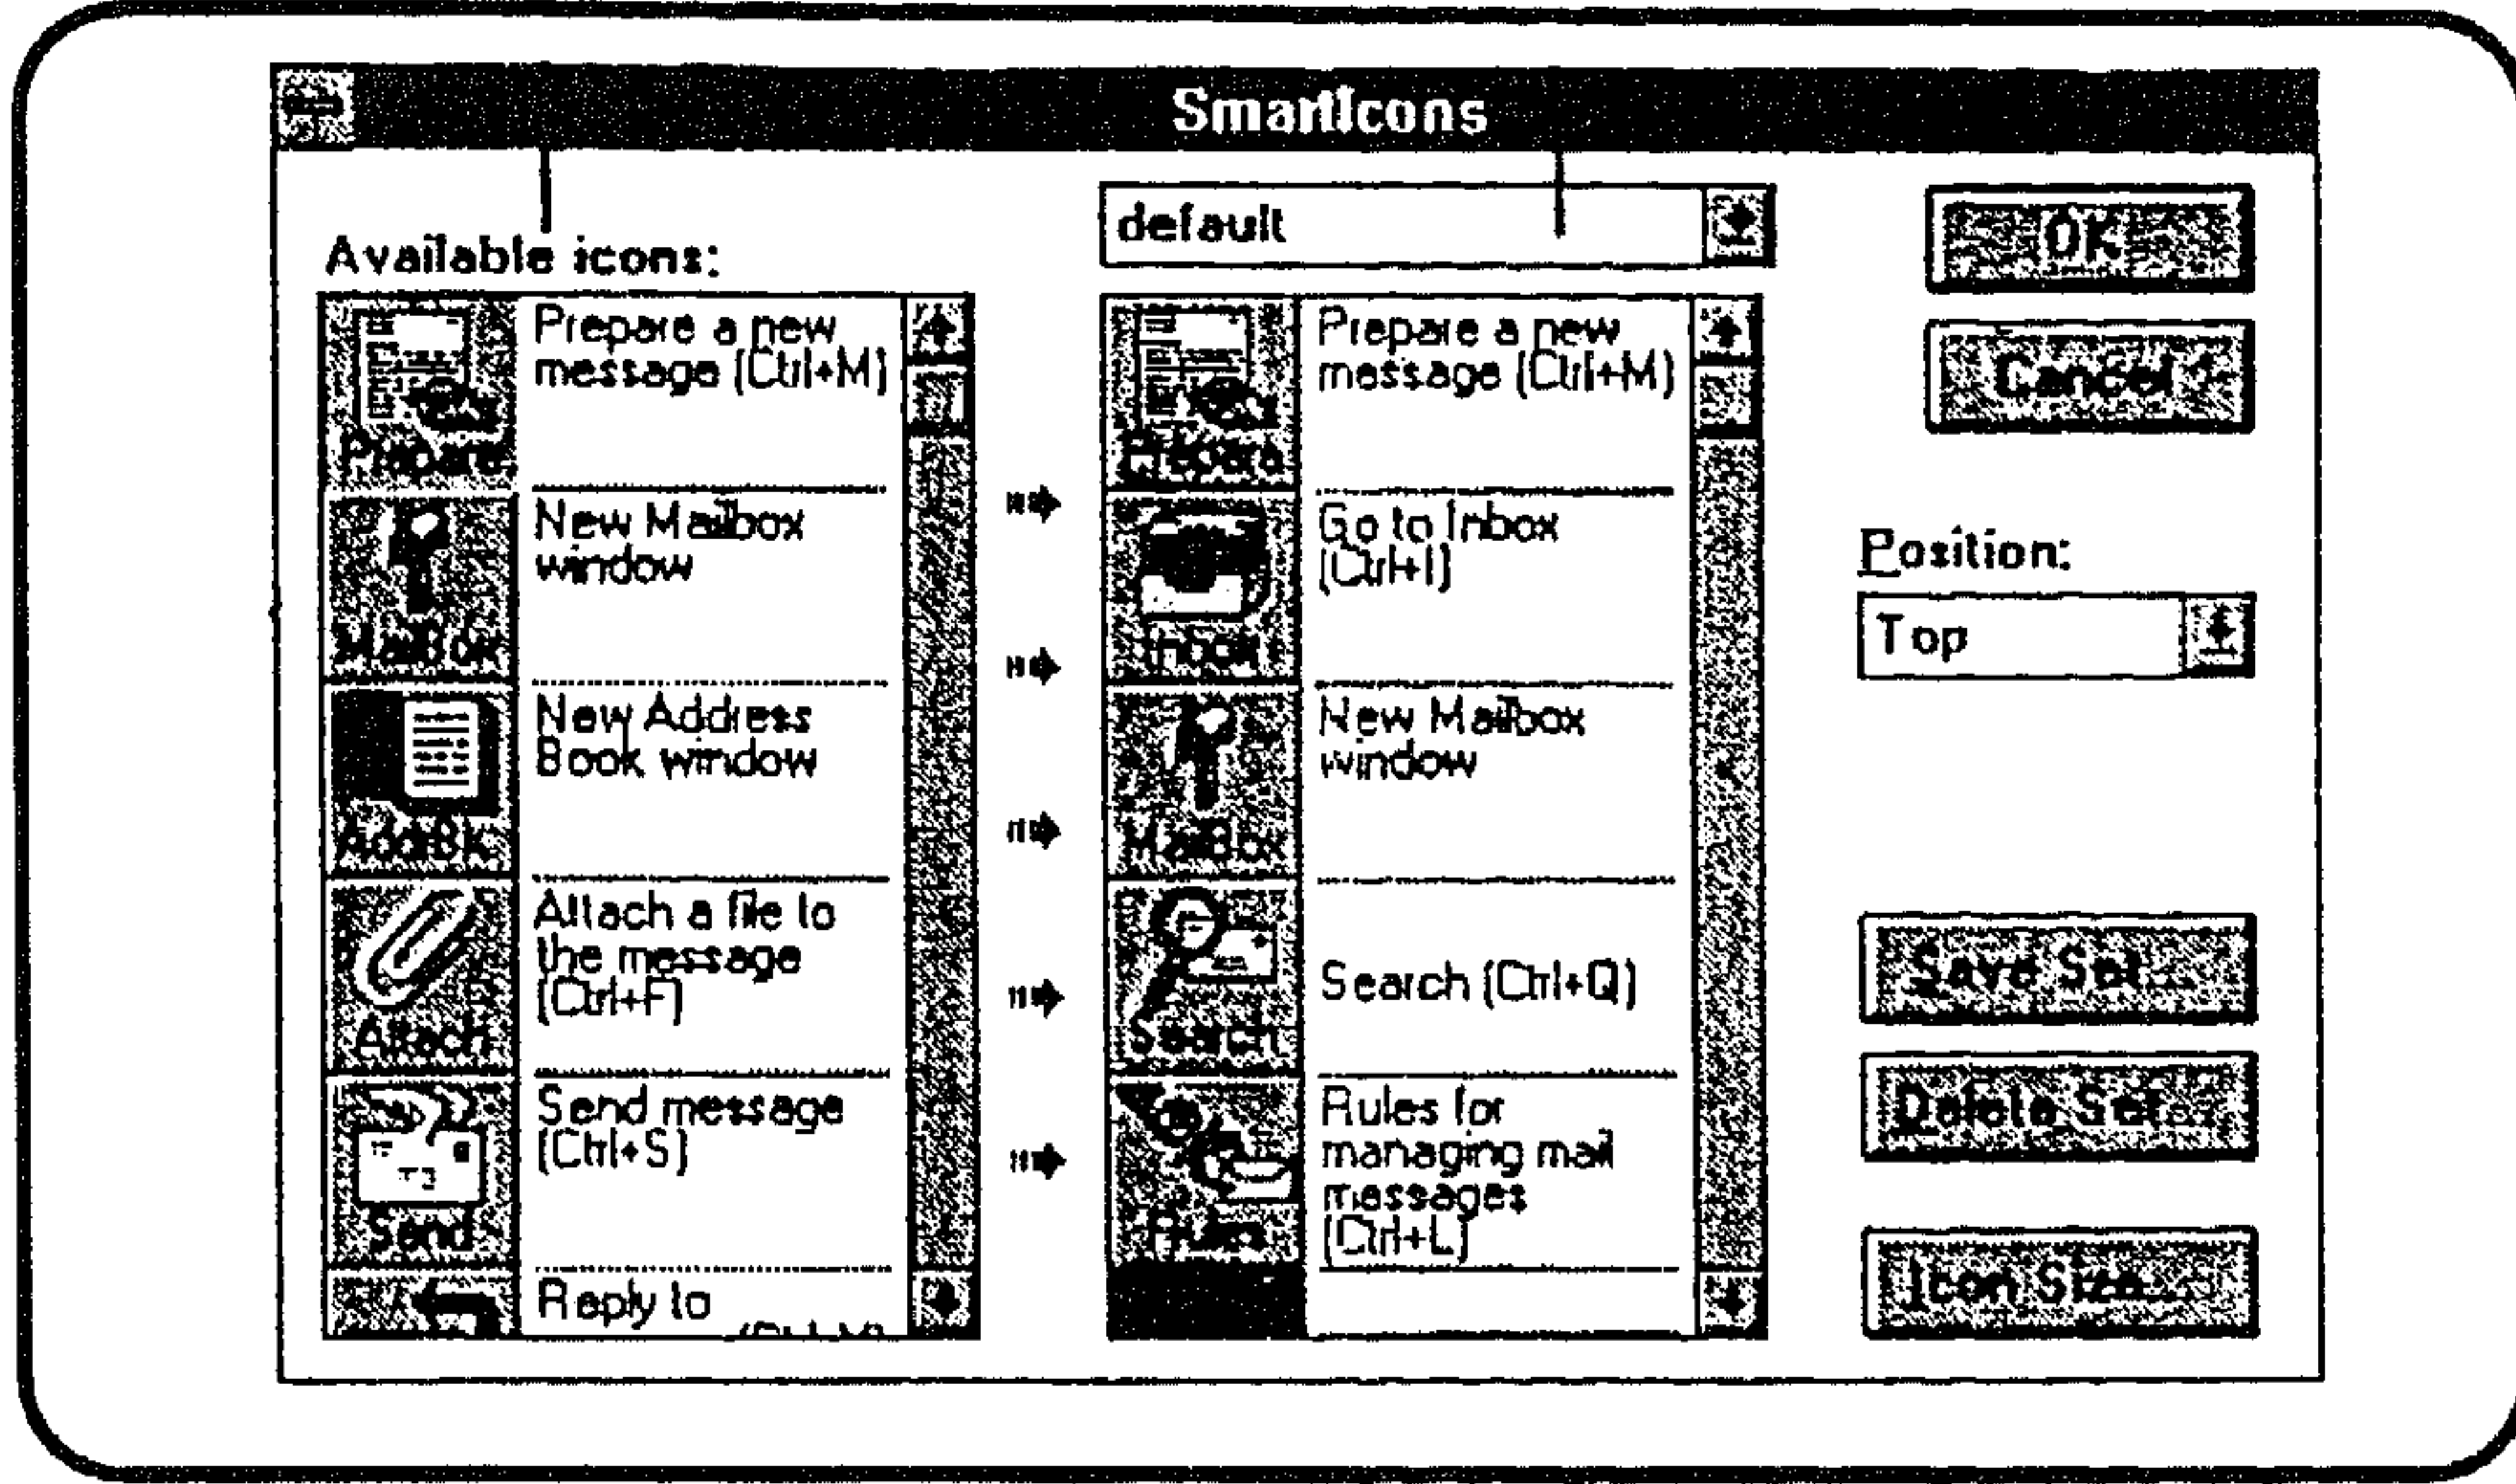 SmartIcons
Available icons:
default
OK
Cancel
Prepare
Prepare a new
message (Ctrl+M)
MailBox
New Mailbox
window
AddrBk
New Address
Book window
Attach
Attach a file to
the message
(Ctrl+F)
Send
Send message
(Ctrl+S)
Reply to
Prepare
Prepare a new
message (Ctrl+M)
Inbox
Go to Inbox
(Ctrl+I)
MailBox
New Mailbox
window
Search
Search (Ctrl+Q)
Rules
Rules for
managing mail
messages
(Ctrl+L)
Position:
Top
Save Set...
Delete Set...
Icon Size...